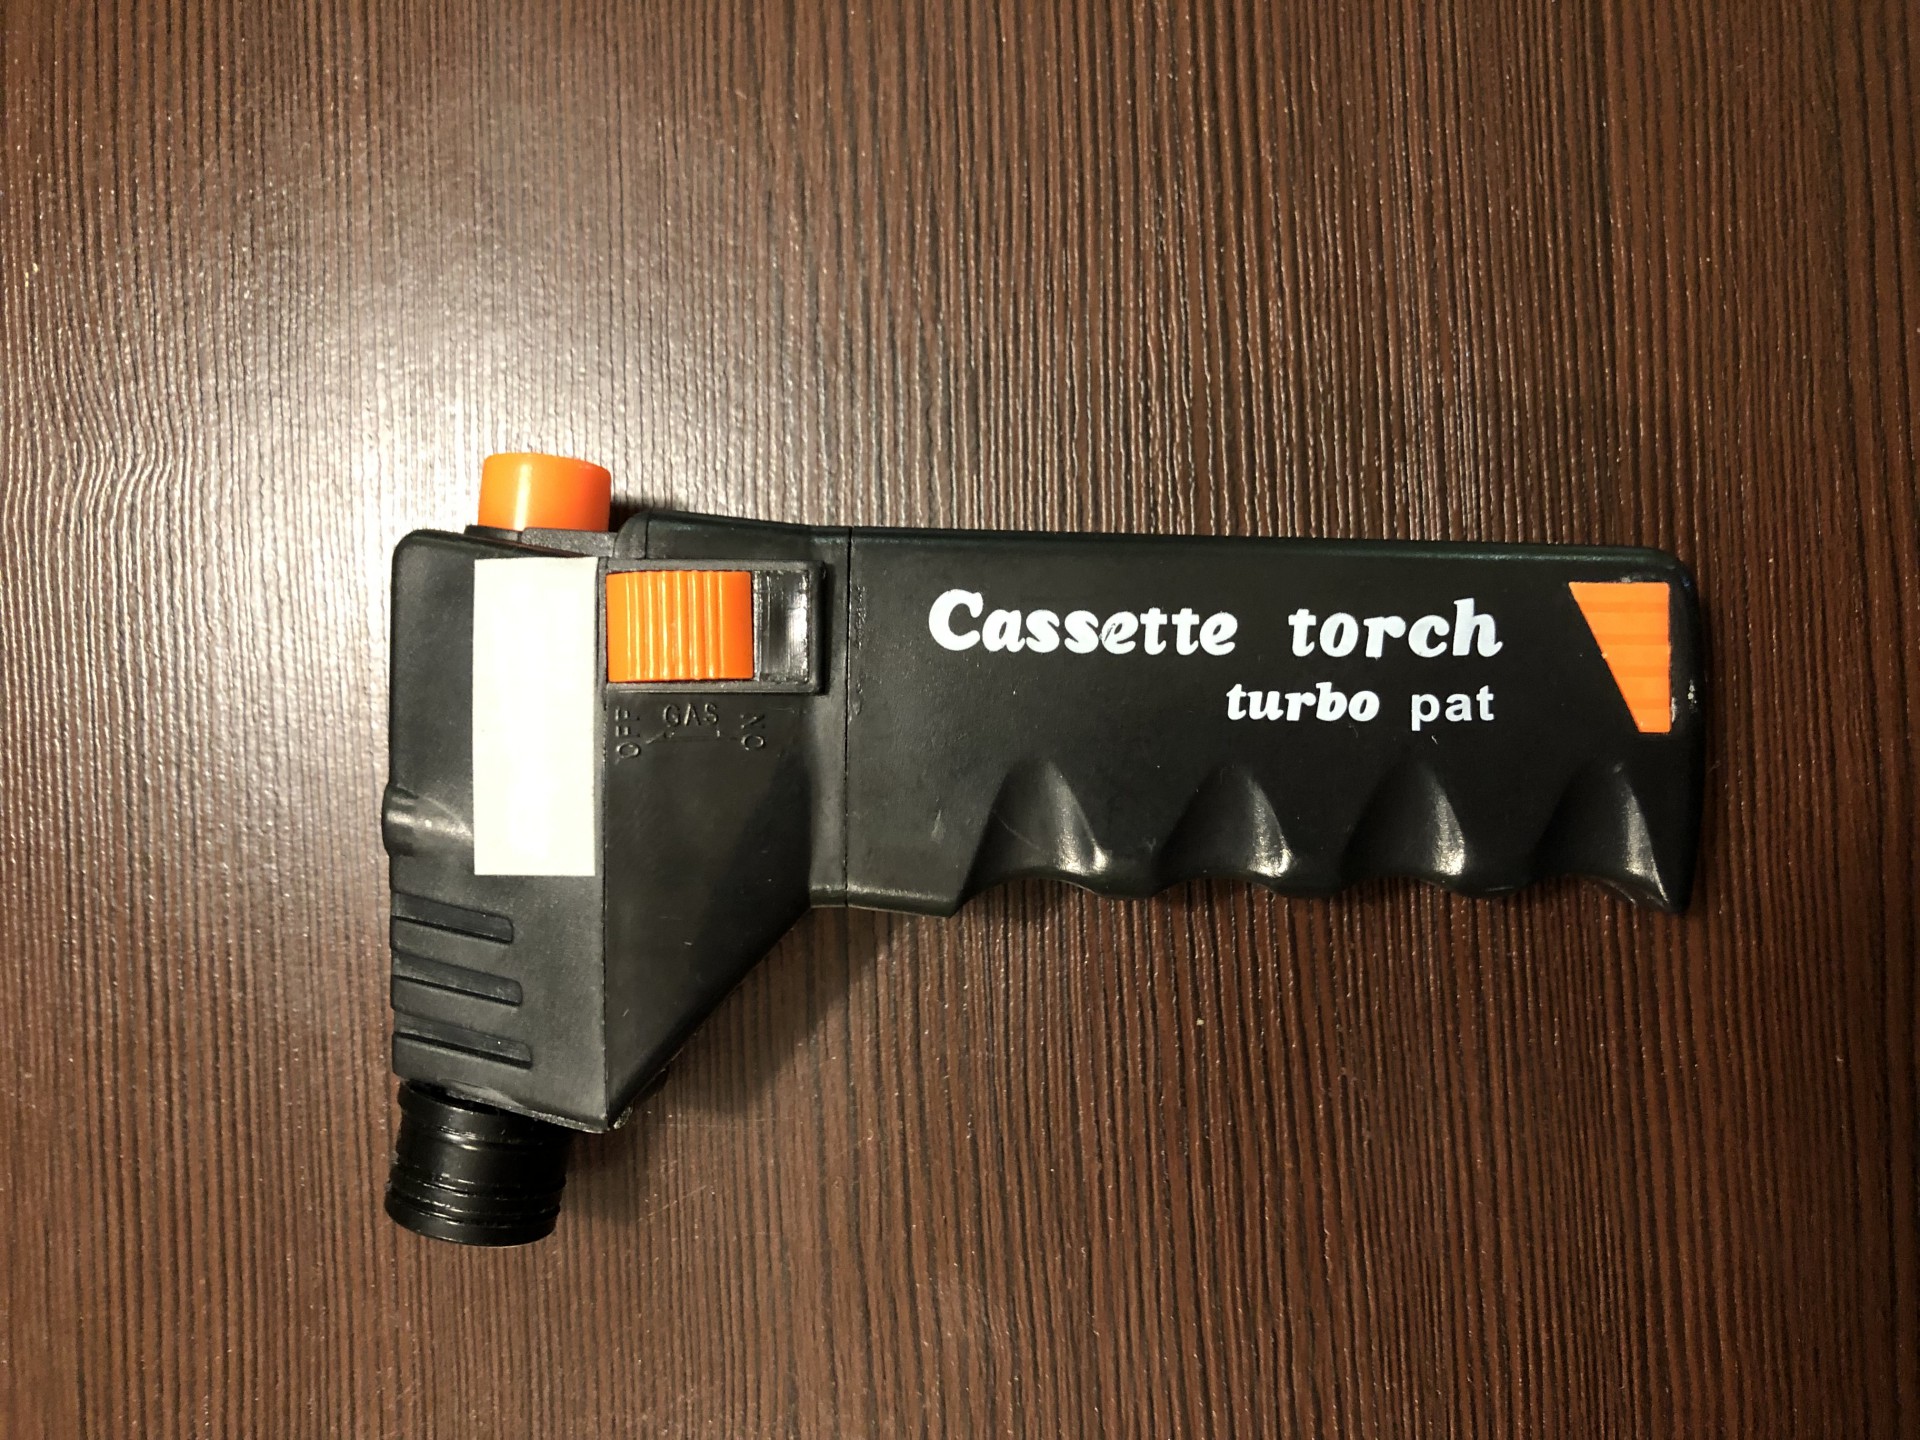 Cassette torch
turbo pat
OFF GAS ON